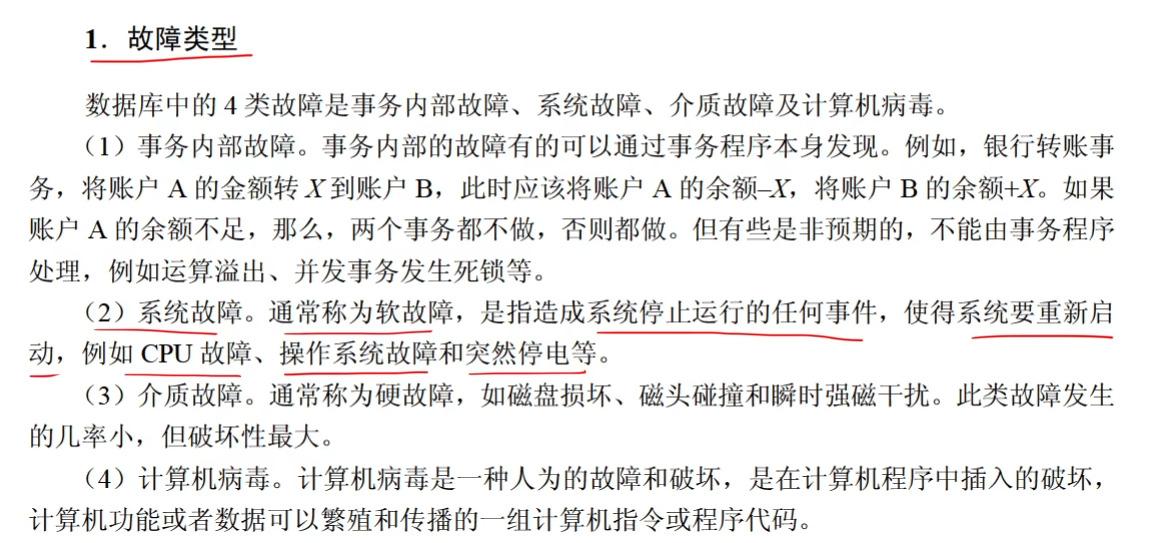 1．故障类型
数据库中的 4 类故障是事务内部故障、系统故障、介质故障及计算机病毒。
（1）事务内部故障。事务内部的故障有的可以通过事务程序本身发现。例如，银行转账事
务，将账户 A 的金额转 X 到账户 B，此时应该将账户 A 的余额–X，将账户 B 的余额+X。如果
账户 A 的余额不足，那么，两个事务都不做，否则都做。但有些是非预期的，不能由事务程序
处理，例如运算溢出、并发事务发生死锁等。
（2）系统故障。通常称为软故障，是指造成系统停止运行的任何事件，使得系统要重新启
动，例如 CPU 故障、操作系统故障和突然停电等。
（3）介质故障。通常称为硬故障，如磁盘损坏、磁头碰撞和瞬时强磁干扰。此类故障发生
的几率小，但破坏性最大。
（4）计算机病毒。计算机病毒是一种人为的故障和破坏，是在计算机程序中插入的破坏，
计算机功能或者数据可以繁殖和传播的一组计算机指令或程序代码。